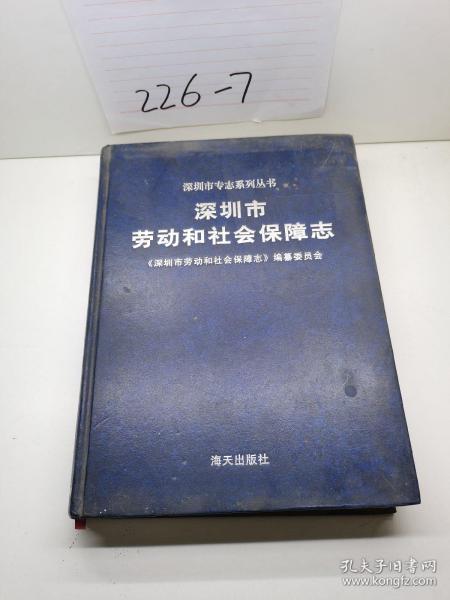 226-7
深圳市专志系列丛书
深圳市
劳动和社会保障志
《深圳市劳动和社会保障志》编纂委员会
海天出版社
孔夫子旧书网
www.kongfz.com